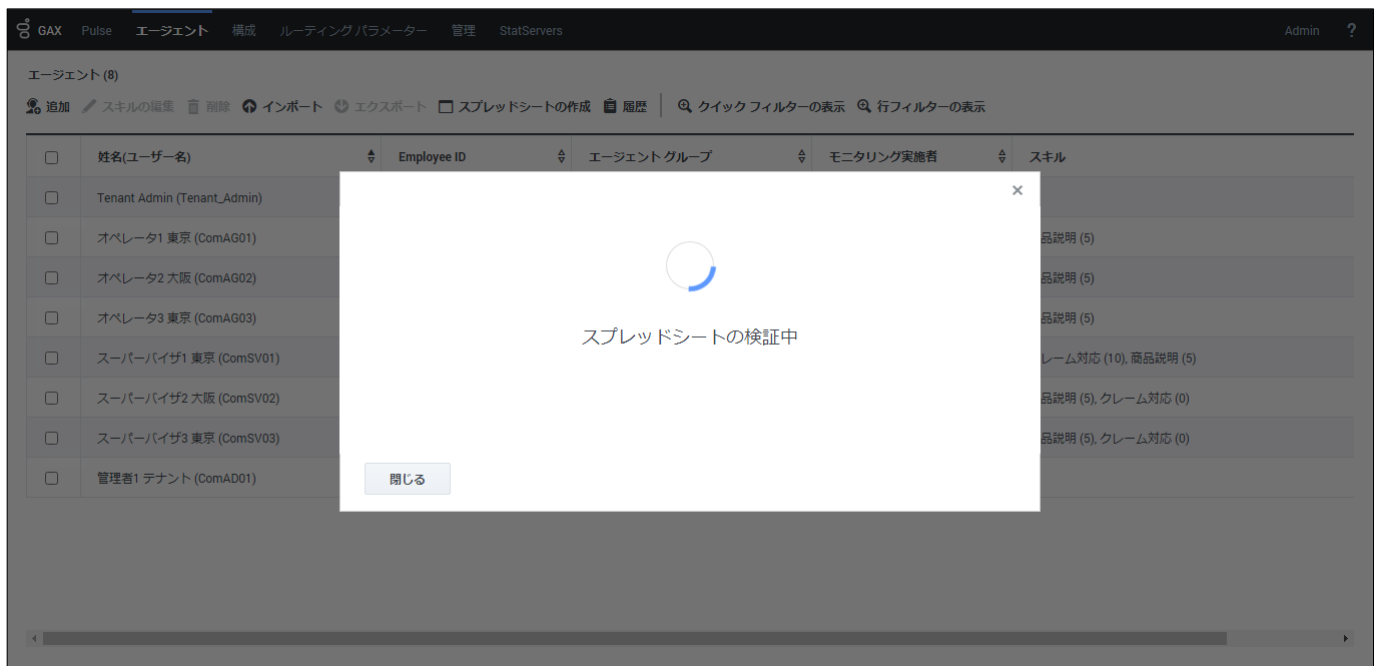 GAX Pulse エージェント 構成 ルーティング パラメーター 管理 StatServers Admin ?
エージェント (8)
追加 スキルの編集 削除 インポート エクスポート スプレッドシートの作成 履歴 クイック フィルターの表示 行フィルターの表示
姓名(ユーザー名) Employee ID エージェント グループ モニタリング実施者 スキル
Tenant Admin (Tenant_Admin)
オペレータ1 東京 (ComAG01) 品説明 (5)
オペレータ2 大阪 (ComAG02) 品説明 (5)
オペレータ3 東京 (ComAG03) 品説明 (5)
スーパーバイザ1 東京 (ComSV01) レーム対応 (10), 商品説明 (5)
スーパーバイザ2 大阪 (ComSV02) 品説明 (5), クレーム対応 (0)
スーパーバイザ3 東京 (ComSV03) 品説明 (5), クレーム対応 (0)
管理者1 テナント (ComAD01)
×
スプレッドシートの検証中
閉じる